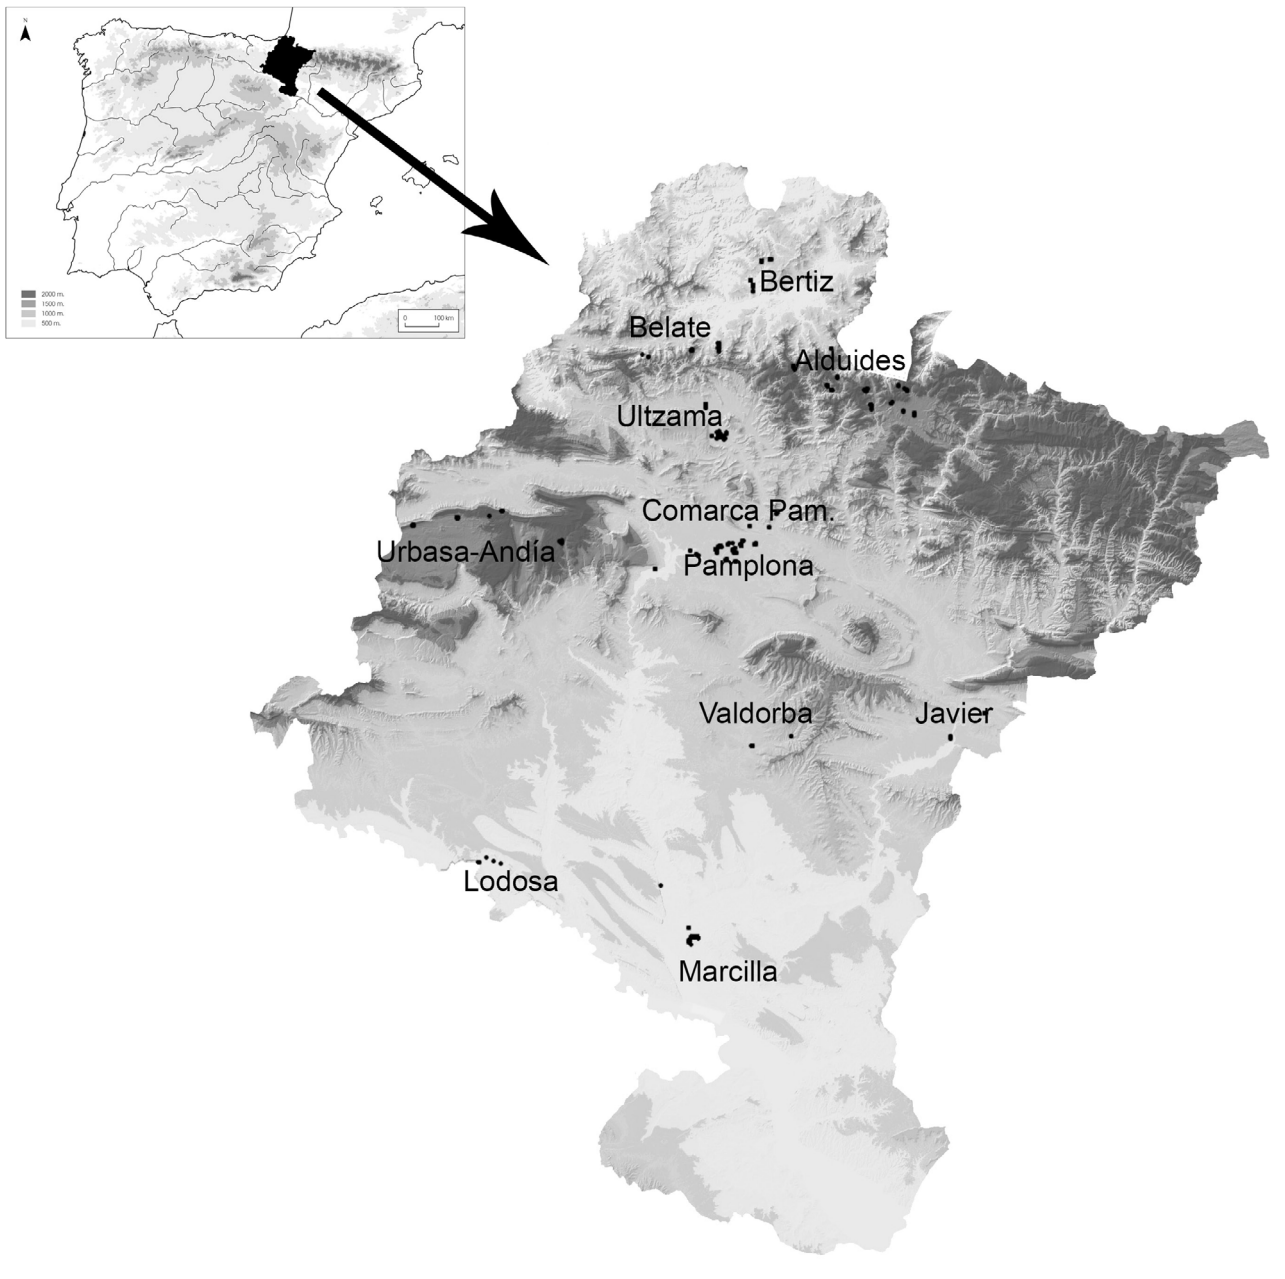 N
2000 m.
1500 m.
1000 m.
500 m.
0 100 km
Bertiz
Belate
Alduides
Ultzama
Comarca Pam.
Urbasa-Andía
Pamplona
Valdorba
Javier
Lodosa
Marcilla